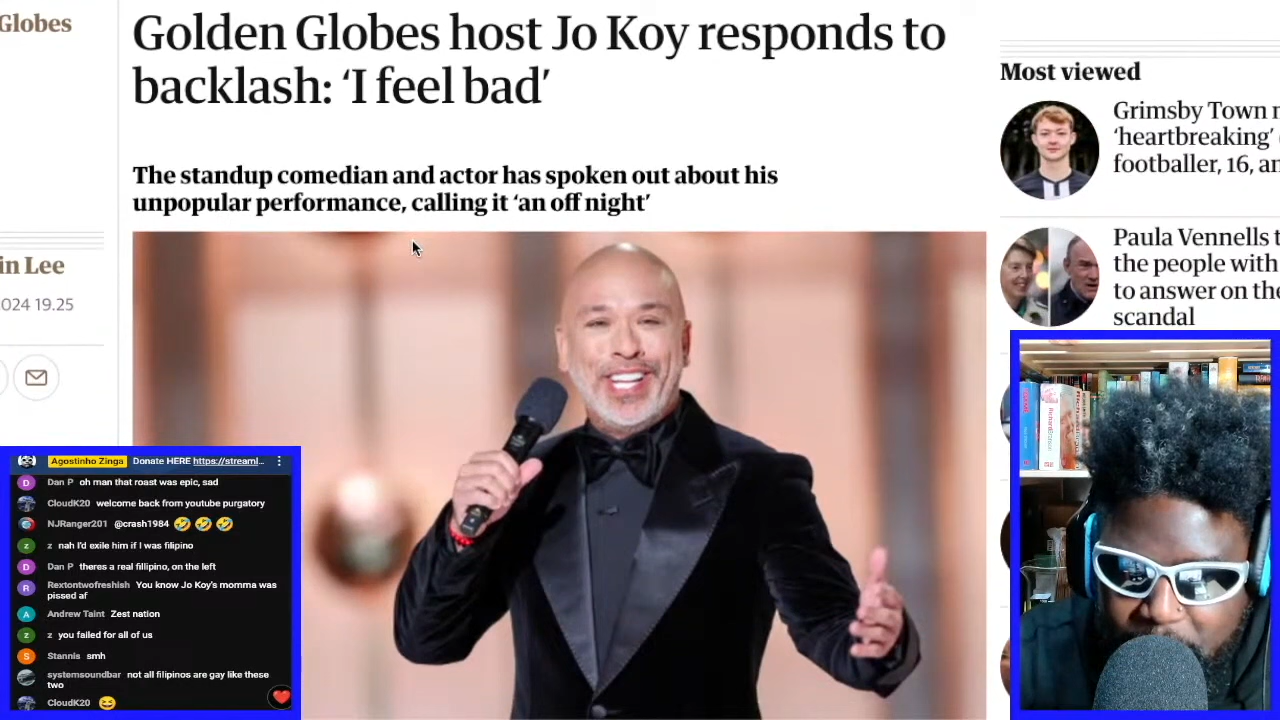 Globes
Golden Globes host Jo Koy responds to
backlash: ‘I feel bad’
The standup comedian and actor has spoken out about his
unpopular performance, calling it ‘an off night’
in Lee
024 19.25
Most viewed
Grimsby Town
‘heartbreaking’
footballer, 16, an
Paula Vennells t
the people with
to answer on the
scandal
Agostinho Zinga Donate HERE https://streaml...
Dan P oh man that roast was epic, sad
CloudK20 welcome back from youtube purgatory
NJRanger201 @crash1984 🤣 🤣 🤣
z nah I'd exile him if I was filipino
Dan P theres a real fillipino, on the left
Rextontwofreshish You know Jo Koy's momma was
pissed af
Andrew Taint Zest nation
z you failed for all of us
Stannis smh
systemsoundbar not all filipinos are gay like these
two
CloudK20 😆